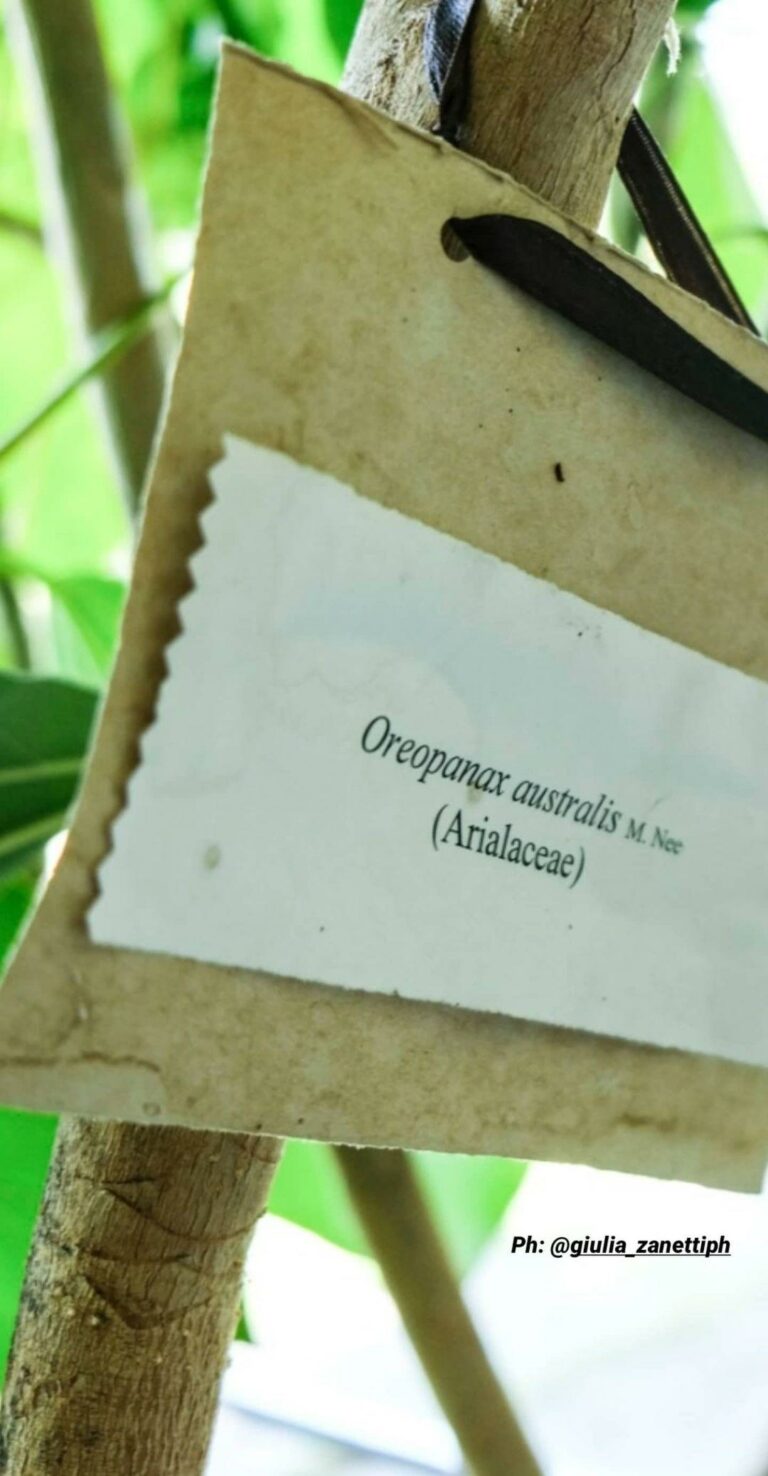 Oreopanax australis M. Nee
(Arialaceae)
Ph: @giulia_zanettiph